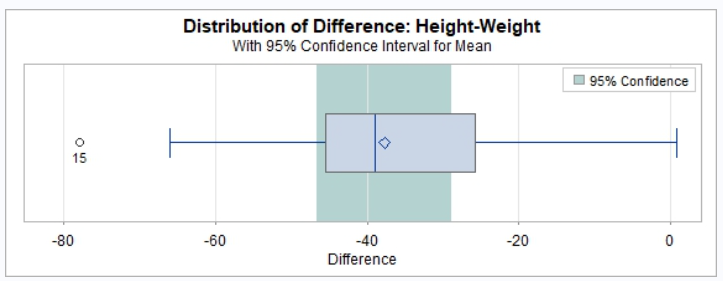 Distribution of Difference: Height-Weight
With 95% Confidence Interval for Mean
95% Confidence
15
-80 -60 -40 -20 0
Difference